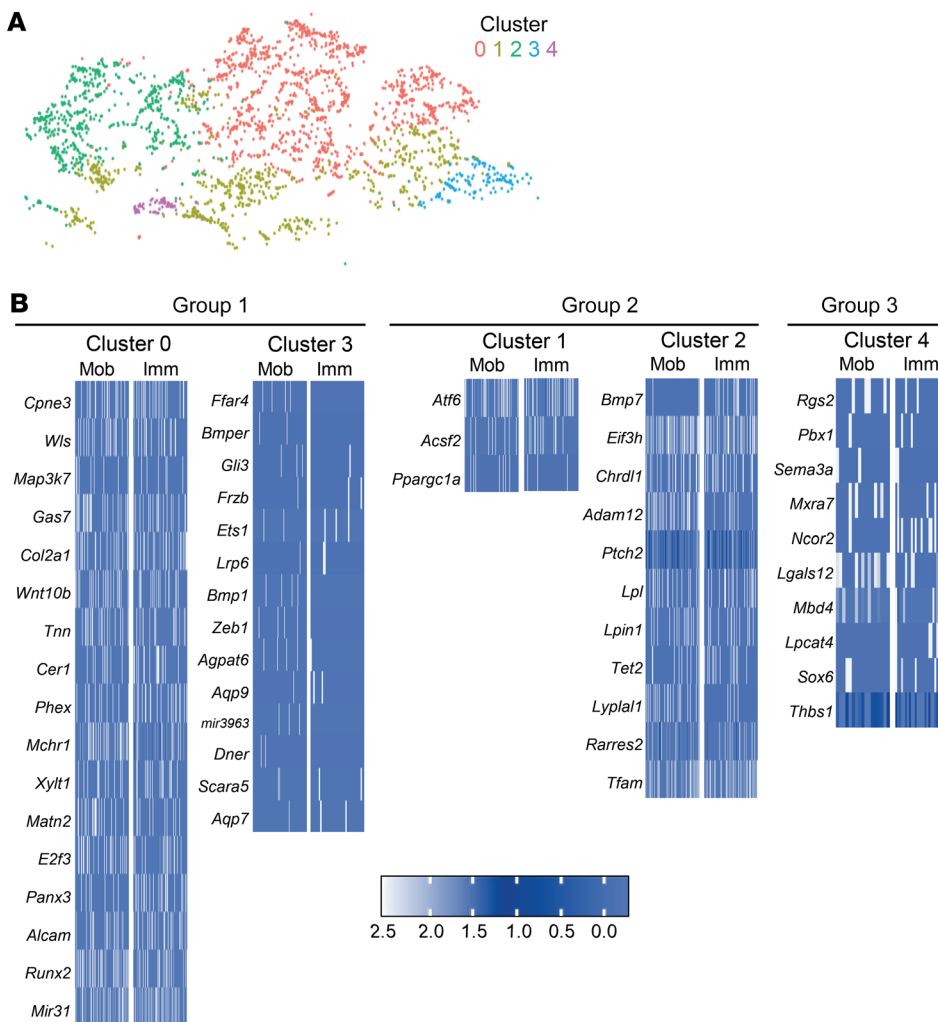 A
Cluster
0 1 2 3 4
B
Group 1
Group 2
Group 3
Cluster 0
Mob Imm
Cpne3
Wls
Map3k7
Gas7
Col2a1
Wnt10b
Tnn
Cer1
Phex
Mchr1
Xylt1
Matn2
E2f3
Panx3
Alcam
Runx2
Mir31
Cluster 3
Mob Imm
Ffar4
Bmper
Gli3
Frzb
Ets1
Lrp6
Bmp1
Zeb1
Agpat6
Aqp9
mir3963
Dner
Scara5
Aqp7
Cluster 1
Mob Imm
Atf6
Acsf2
Ppargc1a
Cluster 2
Mob Imm
Bmp7
Eif3h
Chrdl1
Adam12
Ptch2
Lpl
Lpin1
Tet2
Lyplal1
Rarres2
Tfam
Cluster 4
Mob Imm
Rgs2
Pbx1
Sema3a
Mxra7
Ncor2
Lgals12
Mbd4
Lpcat4
Sox6
Thbs1
2.5 2.0 1.5 1.0 0.5 0.0